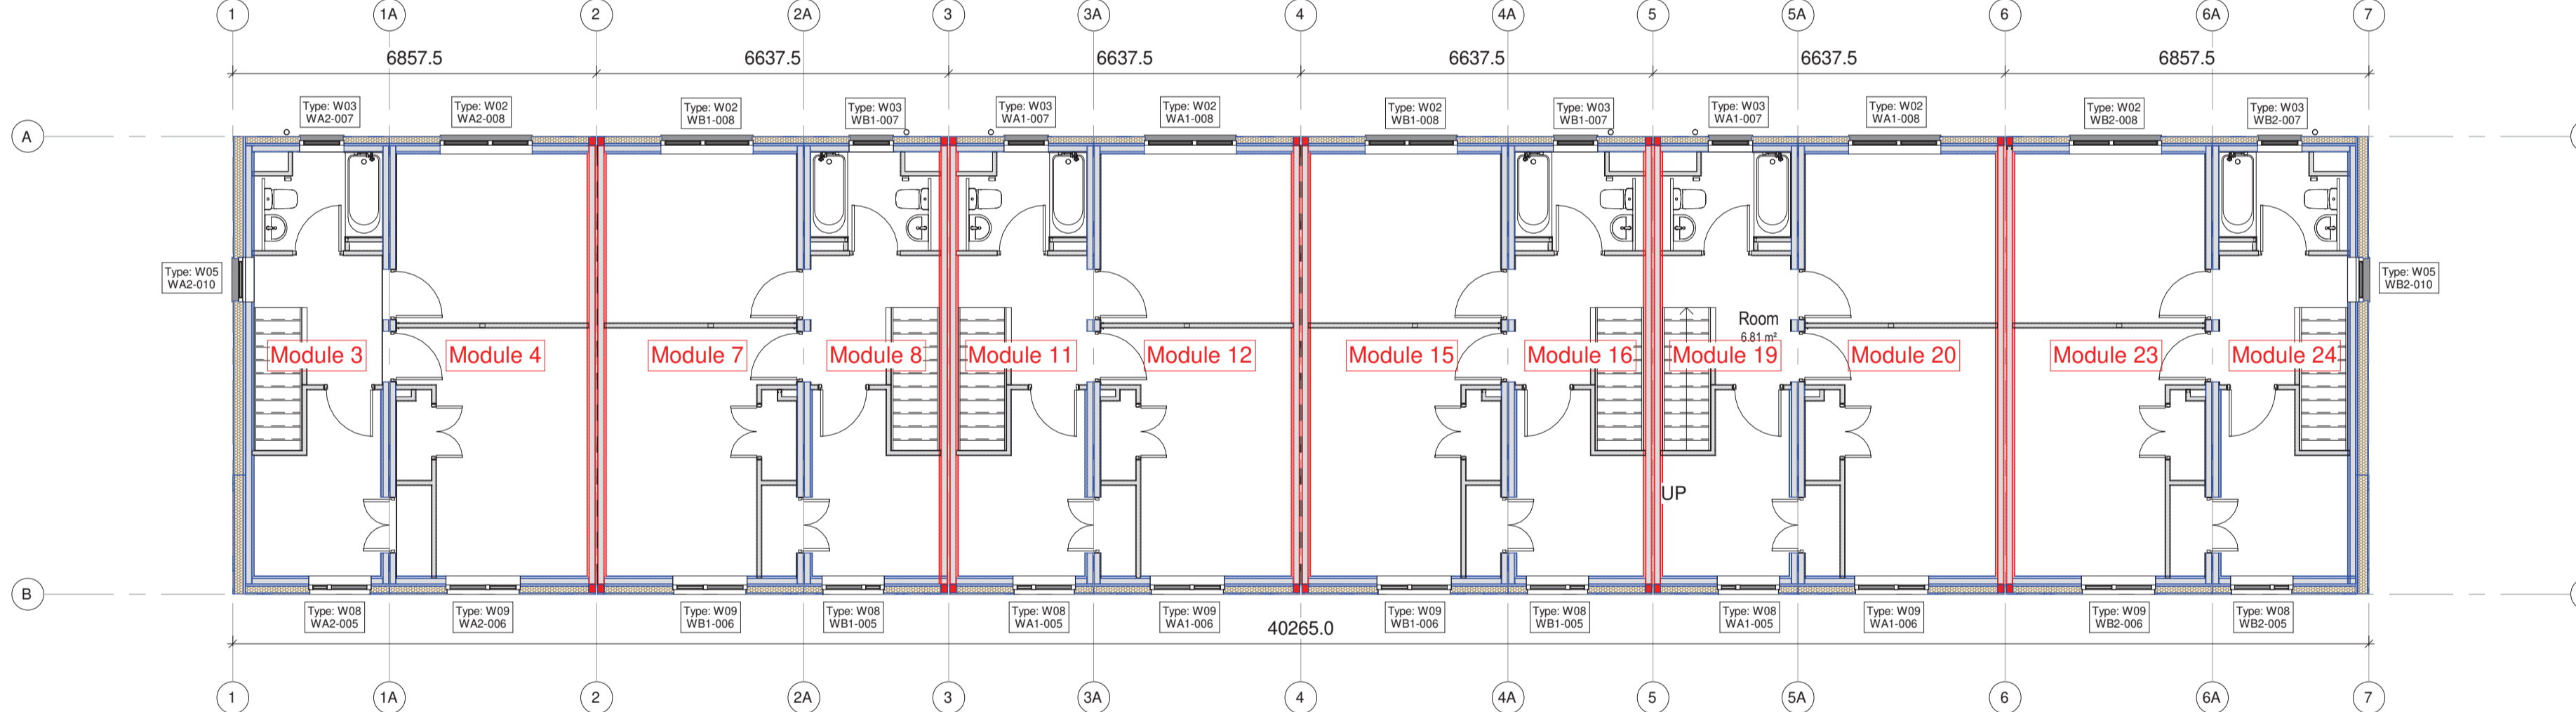 1 1A 2 2A 3 3A 4 4A 5 5A 6 6A 7
6857.5 6637.5 6637.5 6637.5 6637.5 6857.5
Type: W03
WA2-007
Type: W02
WA2-008
Type: W02
WB1-008
Type: W03
WB1-007
Type: W03
WA1-007
Type: W02
WA1-008
Type: W02
WB1-008
Type: W03
WB1-007
Type: W03
WA1-007
Type: W02
WA1-008
Type: W02
WB2-008
Type: W03
WB2-007
A
Type: W05
WA2-010
Type: W05
WB2-010
Room
6.81 m²
Module 3
Module 4
Module 7
Module 8
Module 11
Module 12
Module 15
Module 16
Module 19
Module 20
Module 23
Module 24
UP
B
Type: W08
WA2-005
Type: W09
WA2-006
Type: W09
WB1-006
Type: W08
WB1-005
Type: W08
WA1-005
Type: W09
WA1-006
Type: W09
WB1-006
Type: W08
WB1-005
Type: W08
WA1-005
Type: W09
WA1-006
Type: W09
WB2-006
Type: W08
WB2-005
40265.0
1 1A 2 2A 3 3A 4 4A 5 5A 6 6A 7